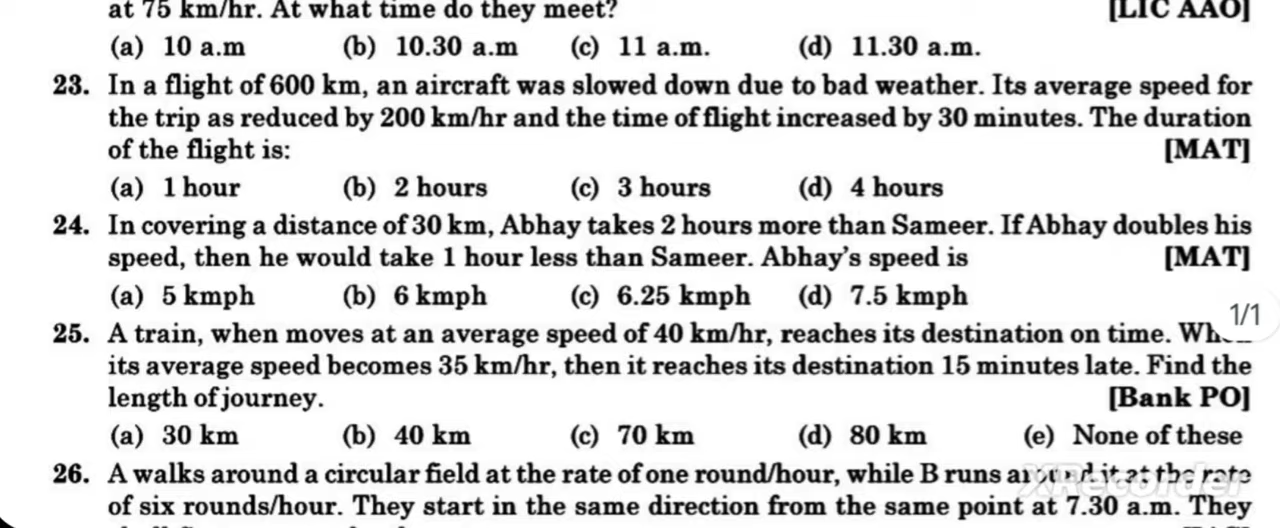 at 75 km/hr. At what time do they meet? [LIC AAO]
(a) 10 a.m (b) 10.30 a.m (c) 11 a.m. (d) 11.30 a.m.
23. In a flight of 600 km, an aircraft was slowed down due to bad weather. Its average speed for
the trip as reduced by 200 km/hr and the time of flight increased by 30 minutes. The duration
of the flight is: [MAT]
(a) 1 hour (b) 2 hours (c) 3 hours (d) 4 hours
24. In covering a distance of 30 km, Abhay takes 2 hours more than Sameer. If Abhay doubles his
speed, then he would take 1 hour less than Sameer. Abhay's speed is [MAT]
(a) 5 kmph (b) 6 kmph (c) 6.25 kmph (d) 7.5 kmph
1/1
25. A train, when moves at an average speed of 40 km/hr, reaches its destination on time. When
its average speed becomes 35 km/hr, then it reaches its destination 15 minutes late. Find the
length of journey. [Bank PO]
(a) 30 km (b) 40 km (c) 70 km (d) 80 km (e) None of these
26. A walks around a circular field at the rate of one round/hour, while B runs around it at the rate
XRecorder
of six rounds/hour. They start in the same direction from the same point at 7.30 a.m. They